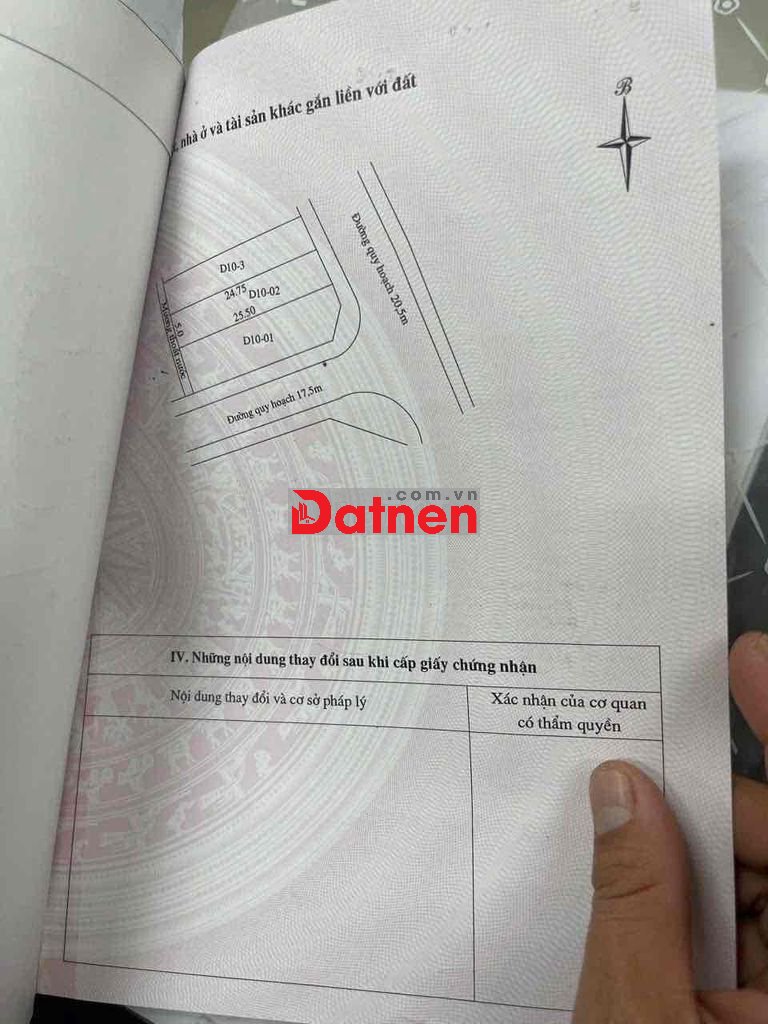 nhà ở và tài sản khác gắn liền với đất
B
Đường quy hoạch 20,5m
D10-3
24.75 D10-02
25.50
5.0
Mương thoát nước
D10-01
Đường quy hoạch 17,5m
.com.vn
Datnen
IV. Những nội dung thay đổi sau khi cấp giấy chứng nhận
Nội dung thay đổi và cơ sở pháp lý
Xác nhận của cơ quan
có thẩm quyền